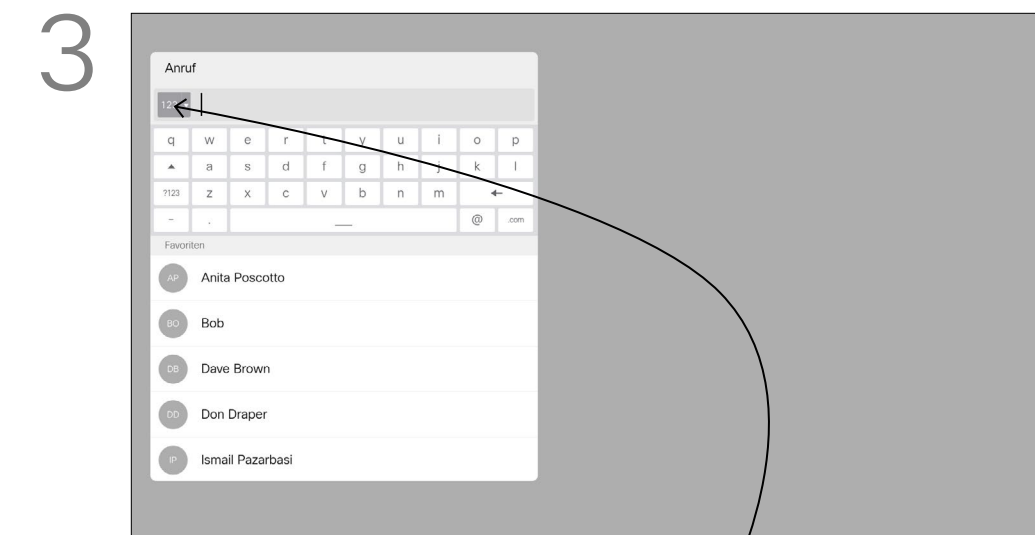 3
Anruf
q w e r t y u i o p
a s d f g h j k l
?123 z x c v b n m
- . @ .com
Favoriten
AP Anita Poscotto
BO Bob
DB Dave Brown
DD Don Draper
IP Ismail Pazarbasi